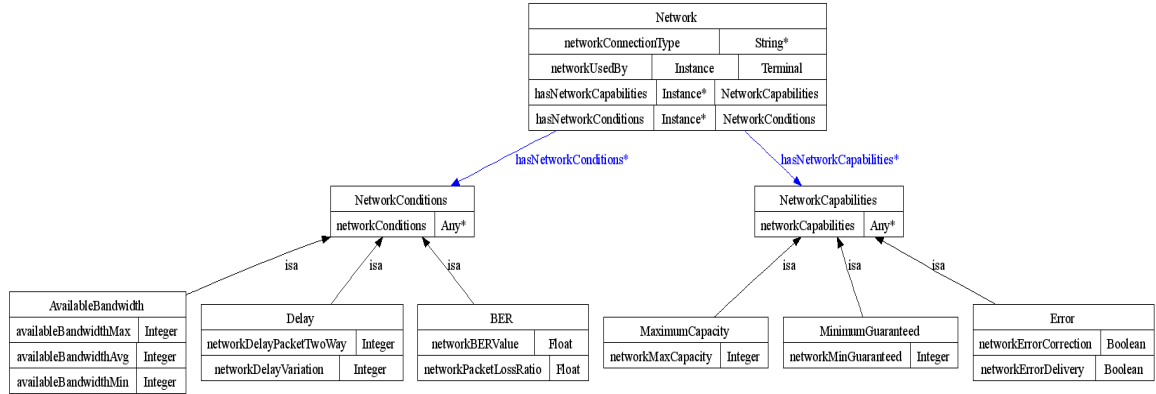 Network
networkConnectionType String*
networkUsedBy Instance Terminal
hasNetworkCapabilities Instance* NetworkCapabilities
hasNetworkConditions Instance* NetworkConditions
hasNetworkConditions*
hasNetworkCapabilities*
NetworkConditions
networkConditions Any*
NetworkCapabilities
networkCapabilities Any*
isa
isa
isa
isa
isa
isa
AvailableBandwidth
availableBandwidthMax Integer
availableBandwidthAvg Integer
availableBandwidthMin Integer
Delay
networkDelayPacketTwoWay Integer
networkDelayVariation Integer
BER
networkBERValue Float
networkPacketLossRatio Float
MaximumCapacity
networkMaxCapacity Integer
MinimumGuaranteed
networkMinGuaranteed Integer
Error
networkErrorCorrection Boolean
networkErrorDelivery Boolean